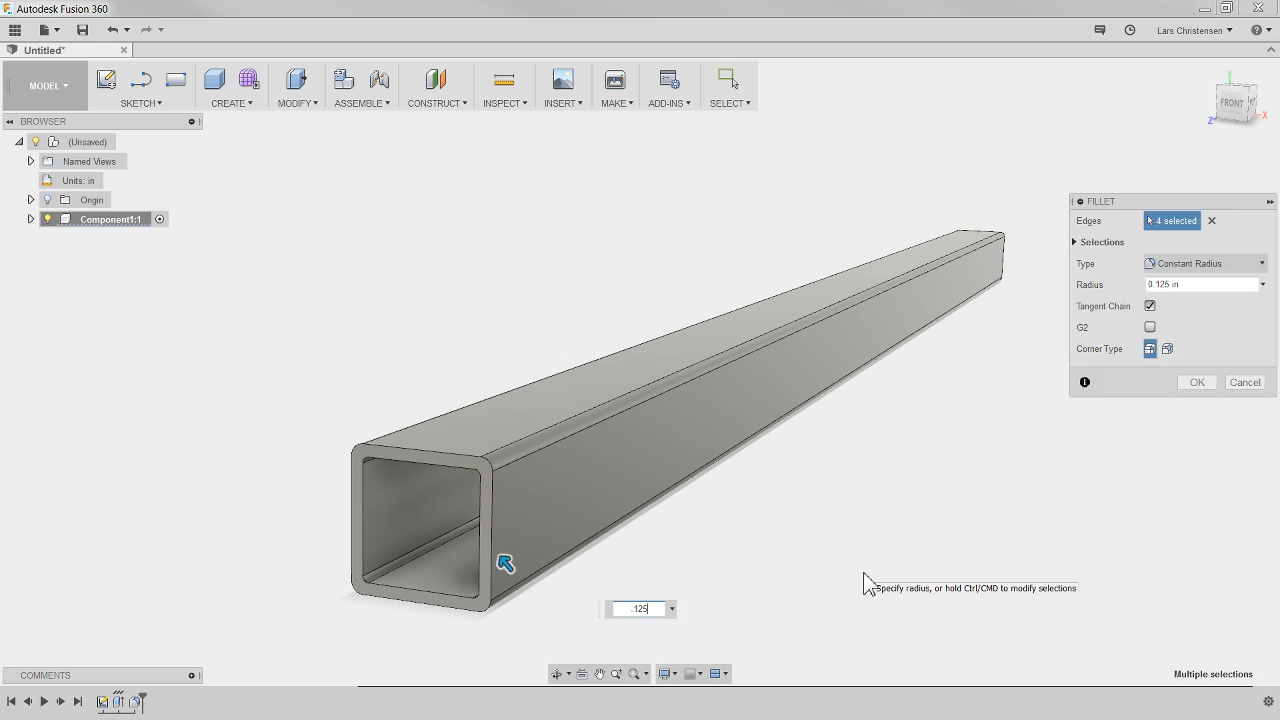 Autodesk Fusion 360
Lars Christensen
Untitled*
MODEL
SKETCH
CREATE
MODIFY
ASSEMBLE
CONSTRUCT
INSPECT
INSERT
MAKE
ADD-INS
SELECT
BROWSER
(Unsaved)
Named Views
Units: in
Origin
Component1:1
Y
FRONT
X
Z
FILLET
Edges 4 selected
Selections
Type Constant Radius
Radius 0.125 in
Tangent Chain
G2
Corner Type
OK Cancel
Specify radius, or hold Ctrl/CMD to modify selections
.125
COMMENTS
Multiple selections